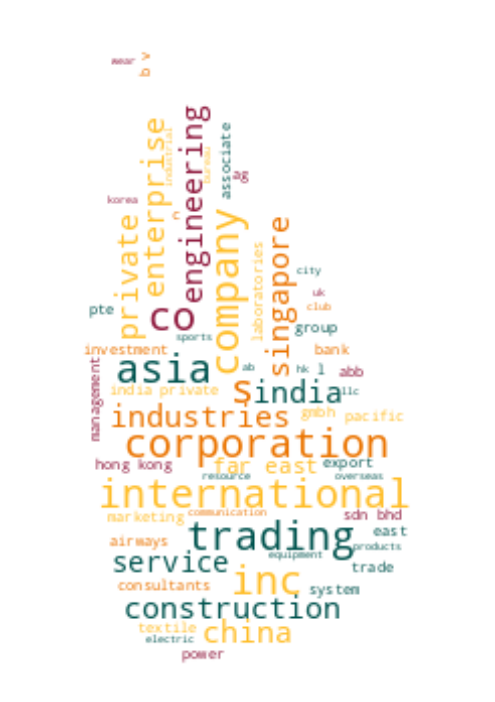 wear
b v
engineering
enterprise
industrial
bureau
associate
ag
korea
c
private
company
singapore
laboratories
city
uk
club
pte
co
group
sports
investment
bank
asia
ab
hk
l
abb
management
india private
s
india
llc
industries
gmbh
pacific
corporation
hong kong
far east
export
resource
overseas
international
marketing
communication
sdn bhd
trading
east
airways
products
service
equipment
trade
consultants
inc
system
construction
textile
china
electric
power